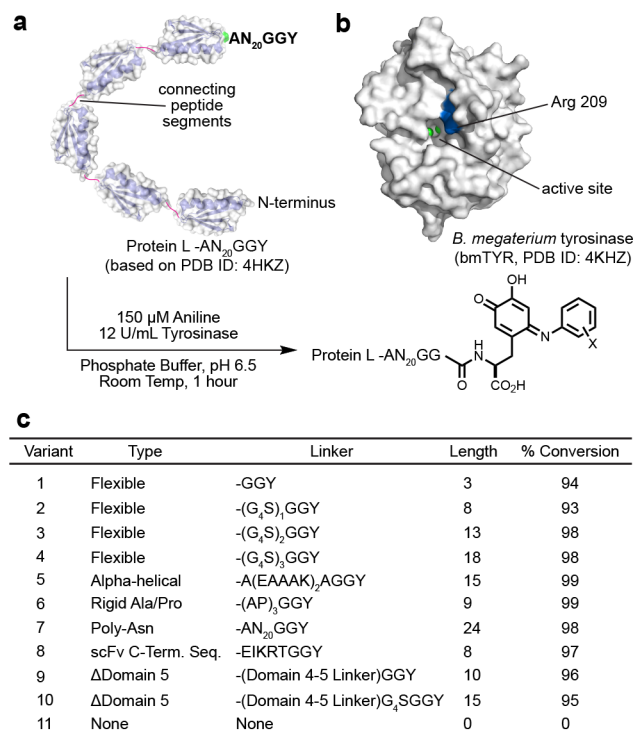 a
AN₂₀GGY
connecting
peptide
segments
N-terminus
Protein L -AN₂₀GGY
(based on PDB ID: 4HKZ)
b
Arg 209
active site
B. megaterium tyrosinase
(bmTYR, PDB ID: 4KHZ)
150 µM Aniline
12 U/mL Tyrosinase
Phosphate Buffer, pH 6.5
Room Temp, 1 hour
Protein L -AN₂₀GG
O
H
N
CO₂H
O
OH
N
X
c
Variant Type Linker Length % Conversion
1 Flexible -GGY 3 94
2 Flexible -(G₄S)₁GGY 8 93
3 Flexible -(G₄S)₂GGY 13 98
4 Flexible -(G₄S)₃GGY 18 98
5 Alpha-helical -A(EAAAK)₂AGGY 15 99
6 Rigid Ala/Pro -(AP)₃GGY 9 99
7 Poly-Asn -AN₂₀GGY 24 98
8 scFv C-Term. Seq. -EIKRTGGY 8 97
9 ΔDomain 5 -(Domain 4-5 Linker)GGY 10 96
10 ΔDomain 5 -(Domain 4-5 Linker)G₄SGGY 15 95
11 None None 0 0